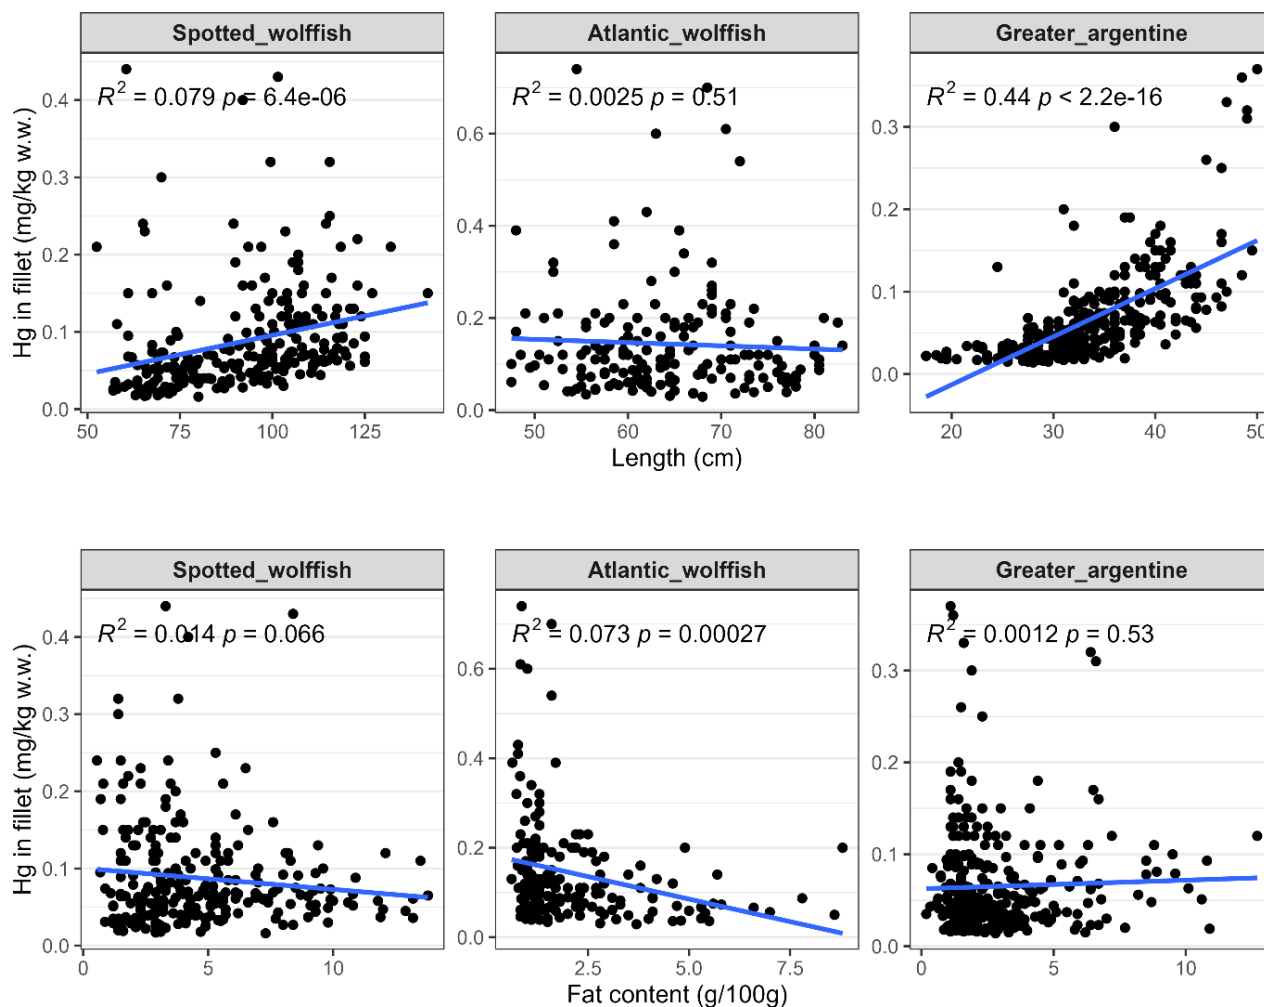 Spotted_wolffish Atlantic_wolffish Greater_argentine
R² = 0.079 p = 6.4e-06 R² = 0.0025 p = 0.51 R² = 0.44 p < 2.2e-16
Hg in fillet (mg/kg w.w.)
0.4
0.3
0.2
0.1
0.0
0.6
0.4
0.2
0.0
0.3
0.2
0.1
0.0
50 75 100 125 50 60 70 80 20 30 40 50
Length (cm)
Spotted_wolffish Atlantic_wolffish Greater_argentine
R² = 0.014 p = 0.066 R² = 0.073 p = 0.00027 R² = 0.0012 p = 0.53
Hg in fillet (mg/kg w.w.)
0.4
0.3
0.2
0.1
0.0
0.6
0.4
0.2
0.0
0.3
0.2
0.1
0.0
0 5 10 2.5 5.0 7.5 0 5 10
Fat content (g/100g)